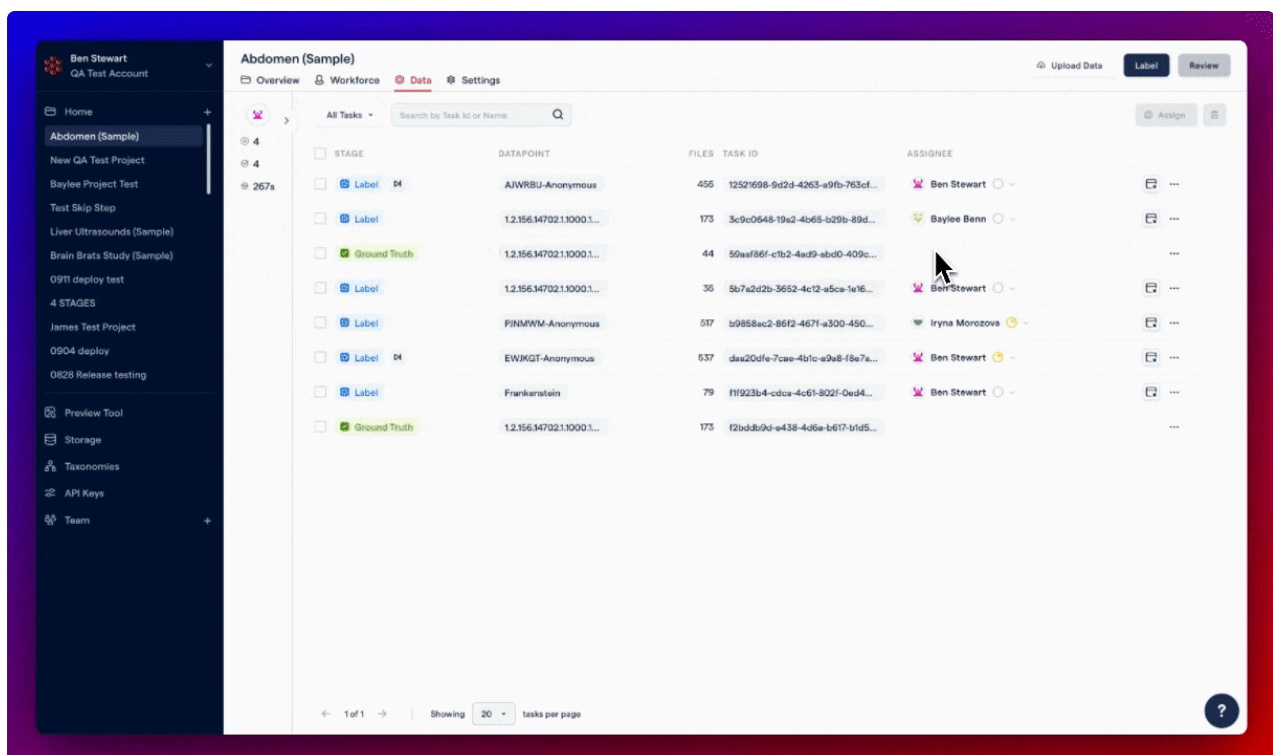 Ben Stewart
QA Test Account
Home +
Abdomen (Sample)
New QA Test Project
Baylee Project Test
Test Skip Step
Liver Ultrasounds (Sample)
Brain Brats Study (Sample)
0911 deploy test
4 STAGES
James Test Project
0904 deploy
0828 Release testing
Preview Tool
Storage
Taxonomies
API Keys
Team +
Abdomen (Sample)
Overview Workforce Data Settings
Upload Data Label Review
4
4
267s
All Tasks Search by Task Id or Name Assign
STAGE DATAPOINT FILES TASK ID ASSIGNEE
Label AJWRBU-Anonymous 455 12521698-9d2d-4263-a9fb-763cf... Ben Stewart
Label 1.2.156.14702.1.1000.1... 173 3c9c0648-19a2-4b65-b29b-89d... Baylee Benn
Ground Truth 1.2.156.14702.1.1000.1... 44 59aaf86f-c1b2-4ad9-abd0-409c...
Label 1.2.156.14702.1.1000.1... 35 5b7a2d2b-3652-4c12-a5ca-1e16... Ben Stewart
Label PJNMWM-Anonymous 517 b9858ac2-86f2-467f-a300-450... Iryna Morozova
Label EWJKGT-Anonymous 537 daa20dfe-7cae-4b1c-a9a8-f8e7a... Ben Stewart
Label Frankenstein 79 f1f923b4-cdca-4c61-802f-0ed4... Ben Stewart
Ground Truth 1.2.156.14702.1.1000.1... 173 f2bddb9d-e438-4d6a-b617-b1d5...
1 of 1 Showing 20 tasks per page
?